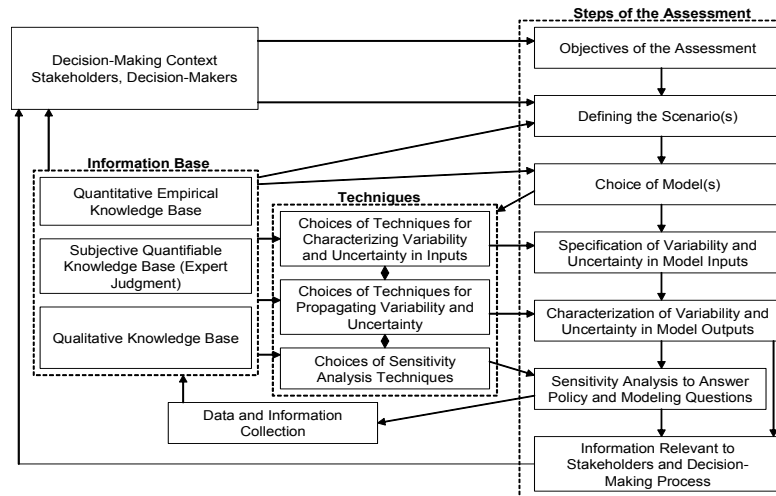 Steps of the Assessment
Decision-Making Context
Stakeholders, Decision-Makers
Objectives of the Assessment
Defining the Scenario(s)
Information Base
Quantitative Empirical
Knowledge Base
Subjective Quantifiable
Knowledge Base (Expert
Judgment)
Qualitative Knowledge Base
Techniques
Choices of Techniques for
Characterizing Variability
and Uncertainty in Inputs
Choices of Techniques for
Propagating Variability and
Uncertainty
Choices of Sensitivity
Analysis Techniques
Choice of Model(s)
Specification of Variability and
Uncertainty in Model Inputs
Characterization of Variability and
Uncertainty in Model Outputs
Sensitivity Analysis to Answer
Policy and Modeling Questions
Data and Information
Collection
Information Relevant to
Stakeholders and Decision-
Making Process